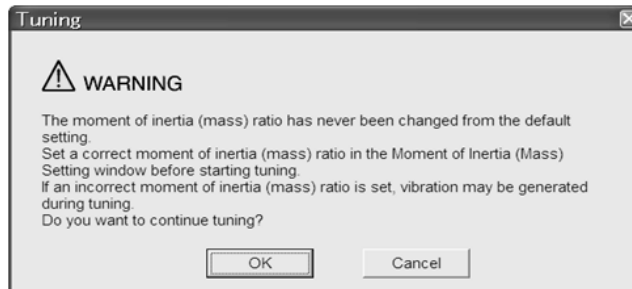 Tuning
WARNING
The moment of inertia (mass) ratio has never been changed from the default
setting.
Set a correct moment of inertia (mass) ratio in the Moment of Inertia (Mass)
Setting window before starting tuning.
If an incorrect moment of inertia (mass) ratio is set, vibration may be generated
during tuning.
Do you want to continue tuning?
OK
Cancel